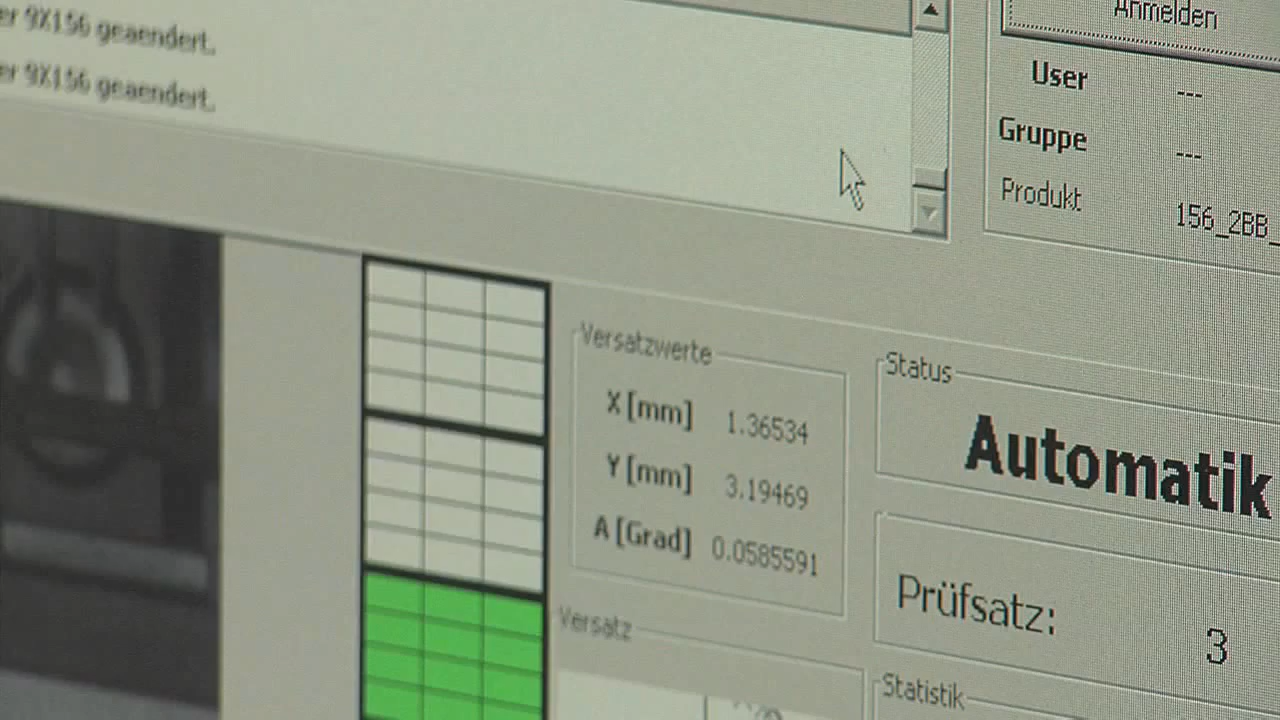 er 9X156 geaendert.
er 9X156 geaendert.
Anmelden
User ---
Gruppe ---
Produkt 156_2BB_
Versatzwerte
X [mm] 1.36534
Y [mm] 3.19469
A [Grad] 0.0585591
Versatz
Status
Automatik
Prüfsatz:
3
Statistik